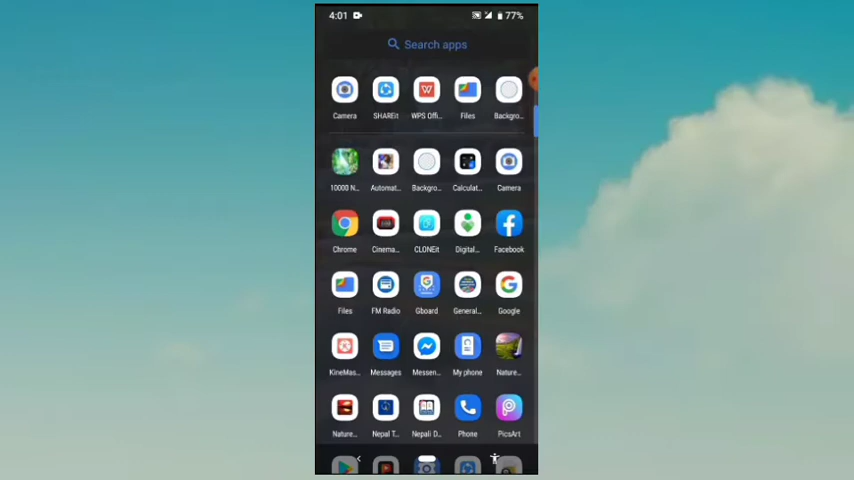 4:01 77%
Search apps
Camera SHAREit WPS Offi... Files Backgro...
10000 N... Automat... Backgro... Calculat... Camera
Chrome Cinema... CLONEit Digital... Facebook
Files FM Radio Gboard General... Google
KineMas... Messages Messen... My phone Nature...
Nature... Nepal T... Nepali D... Phone PicsArt